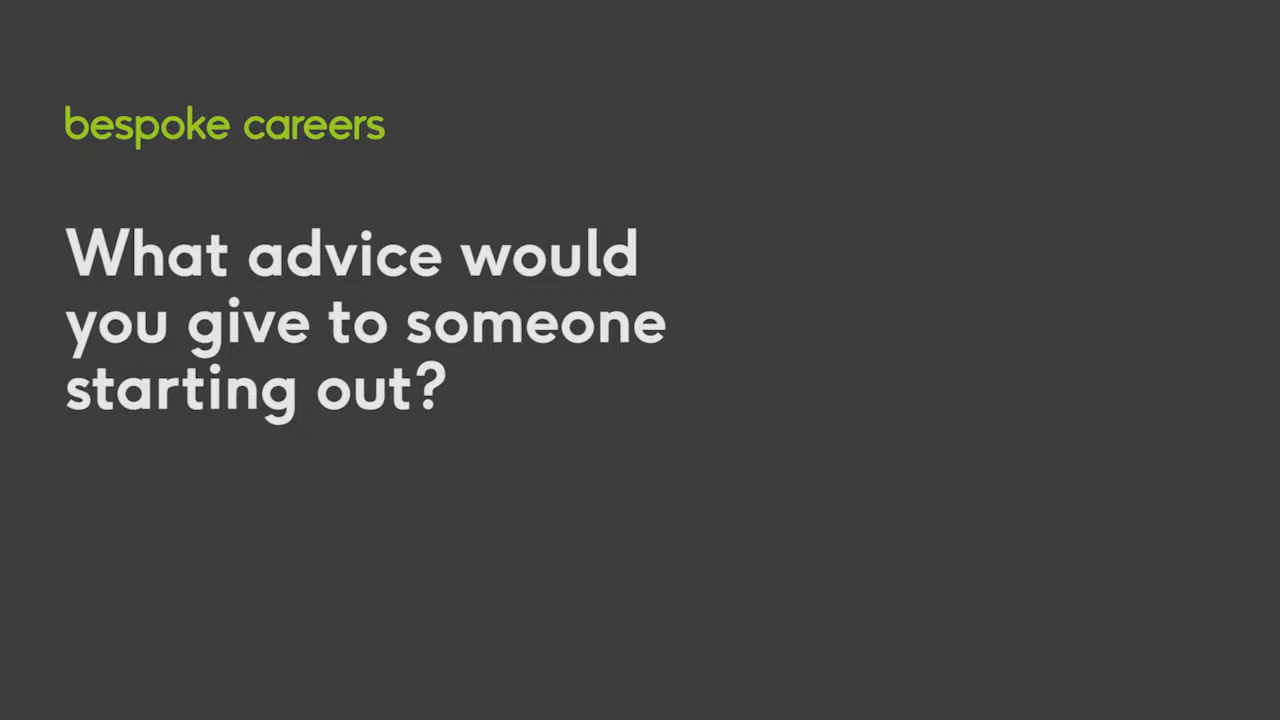 bespoke careers
What advice would
you give to someone
starting out?